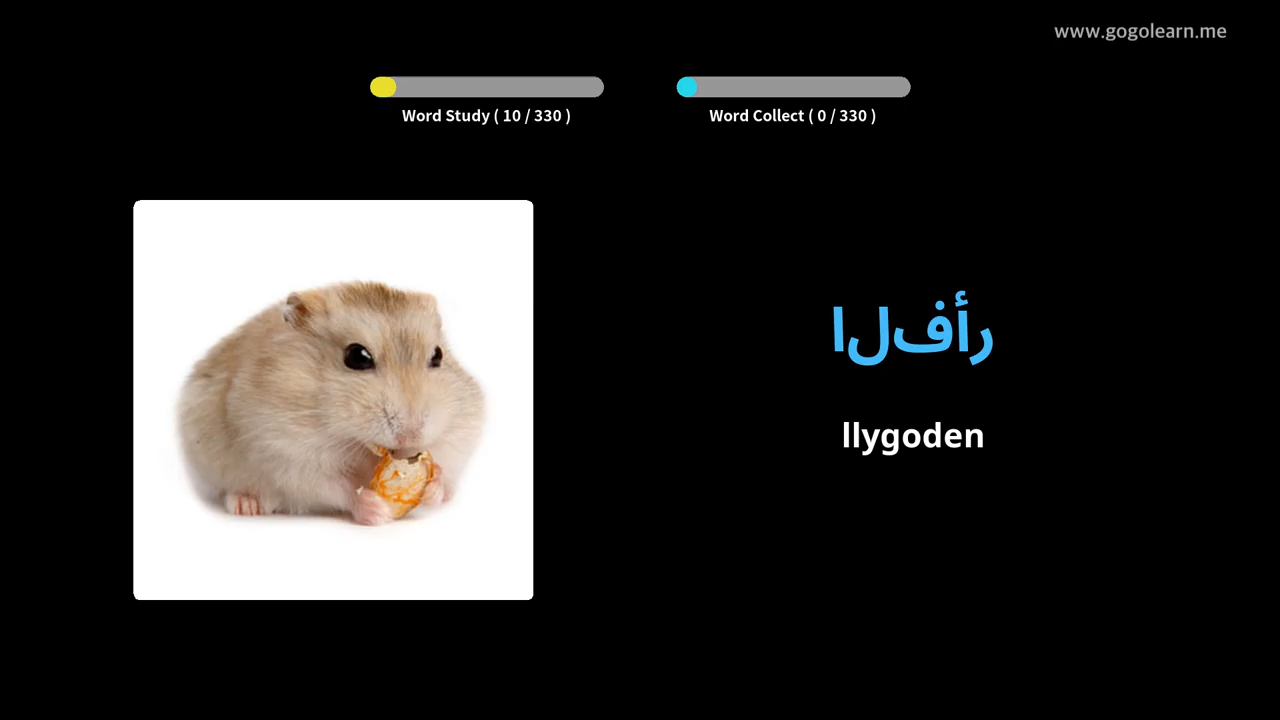 www.gogolearn.me
Word Study ( 10 / 330 )
Word Collect ( 0 / 330 )
الفأر
llygoden